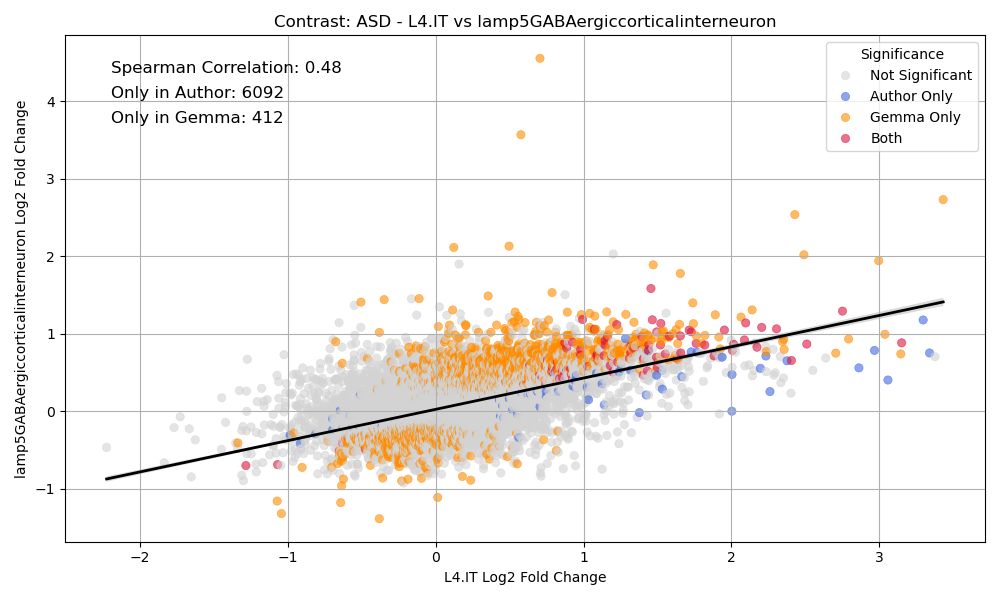 Contrast: ASD - L4.IT vs lamp5GABAergiccorticalinterneuron
Spearman Correlation: 0.48
Only in Author: 6092
Only in Gemma: 412
Significance
Not Significant
Author Only
Gemma Only
Both
lamp5GABAergiccorticalinterneuron Log2 Fold Change
4
3
2
1
0
−1
−2
−1
0
1
2
3
L4.IT Log2 Fold Change